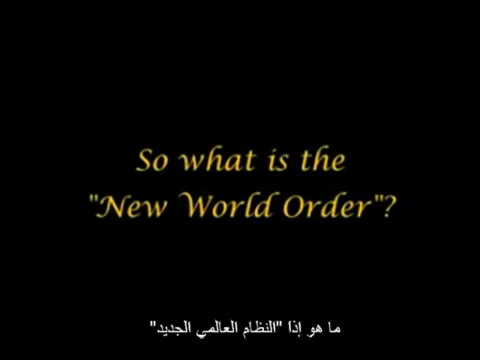 So what is the
"New World Order"?
ما هو إذا "النظام العالمي الجديد"